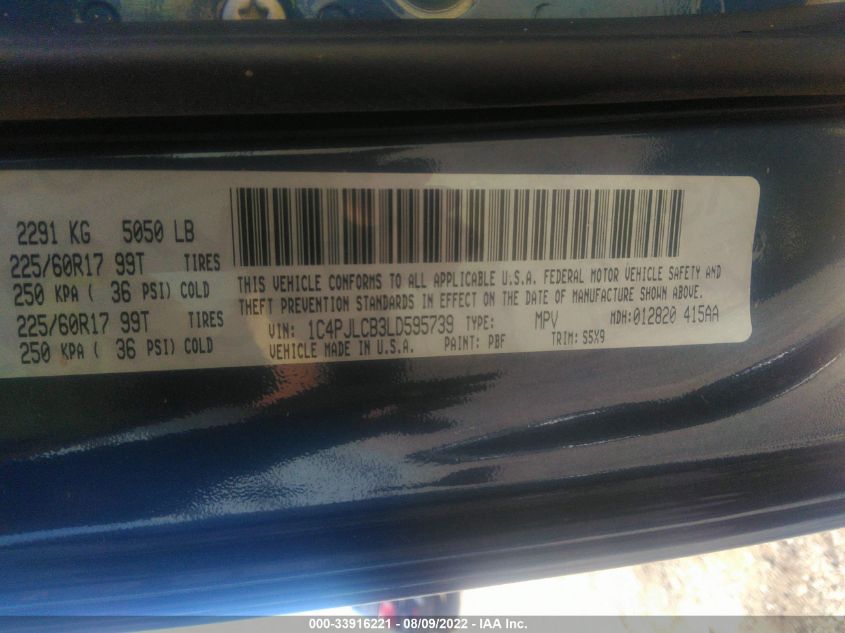 2291 KG 5050 LB
225/60R17 99T TIRES
250 KPA ( 36 PSI) COLD
225/60R17 99T TIRES
250 KPA ( 36 PSI) COLD
THIS VEHICLE CONFORMS TO ALL APPLICABLE U.S.A. FEDERAL MOTOR VEHICLE SAFETY AND
THEFT PREVENTION STANDARDS IN EFFECT ON THE DATE OF MANUFACTURE SHOWN ABOVE.
VIN: 1C4PJLCB3LD595739 TYPE: MPV MDH:012820 415AA
VEHICLE MADE IN U.S.A. PAINT: PBF TRIM: S5X9
000-33916221 - 08/09/2022 - IAA Inc.